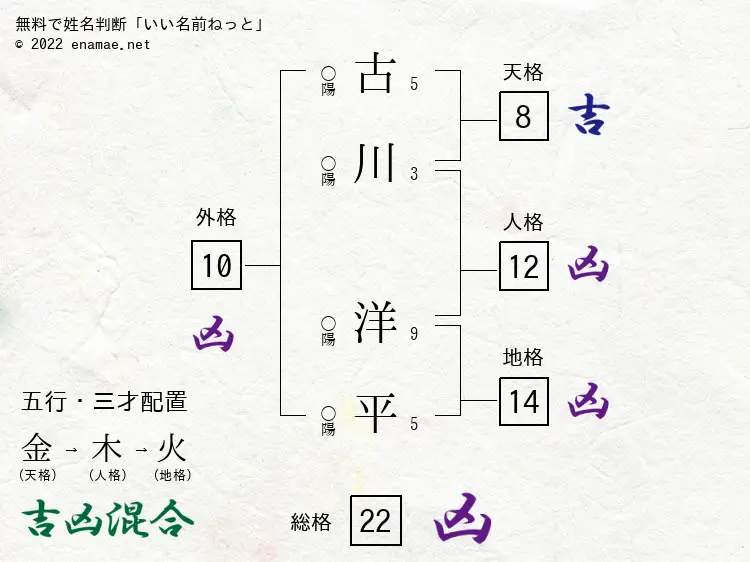 無料で姓名判断「いい名前ねっと」
© 2022 enamae.net
古
○
陽
5
川
○
陽
3
洋
○
陽
9
平
○
陽
5
天格
8
吉
人格
12
凶
地格
14
凶
外格
10
凶
五行・三才配置
金→木→火
(天格) (人格) (地格)
吉凶混合
総格 22 凶